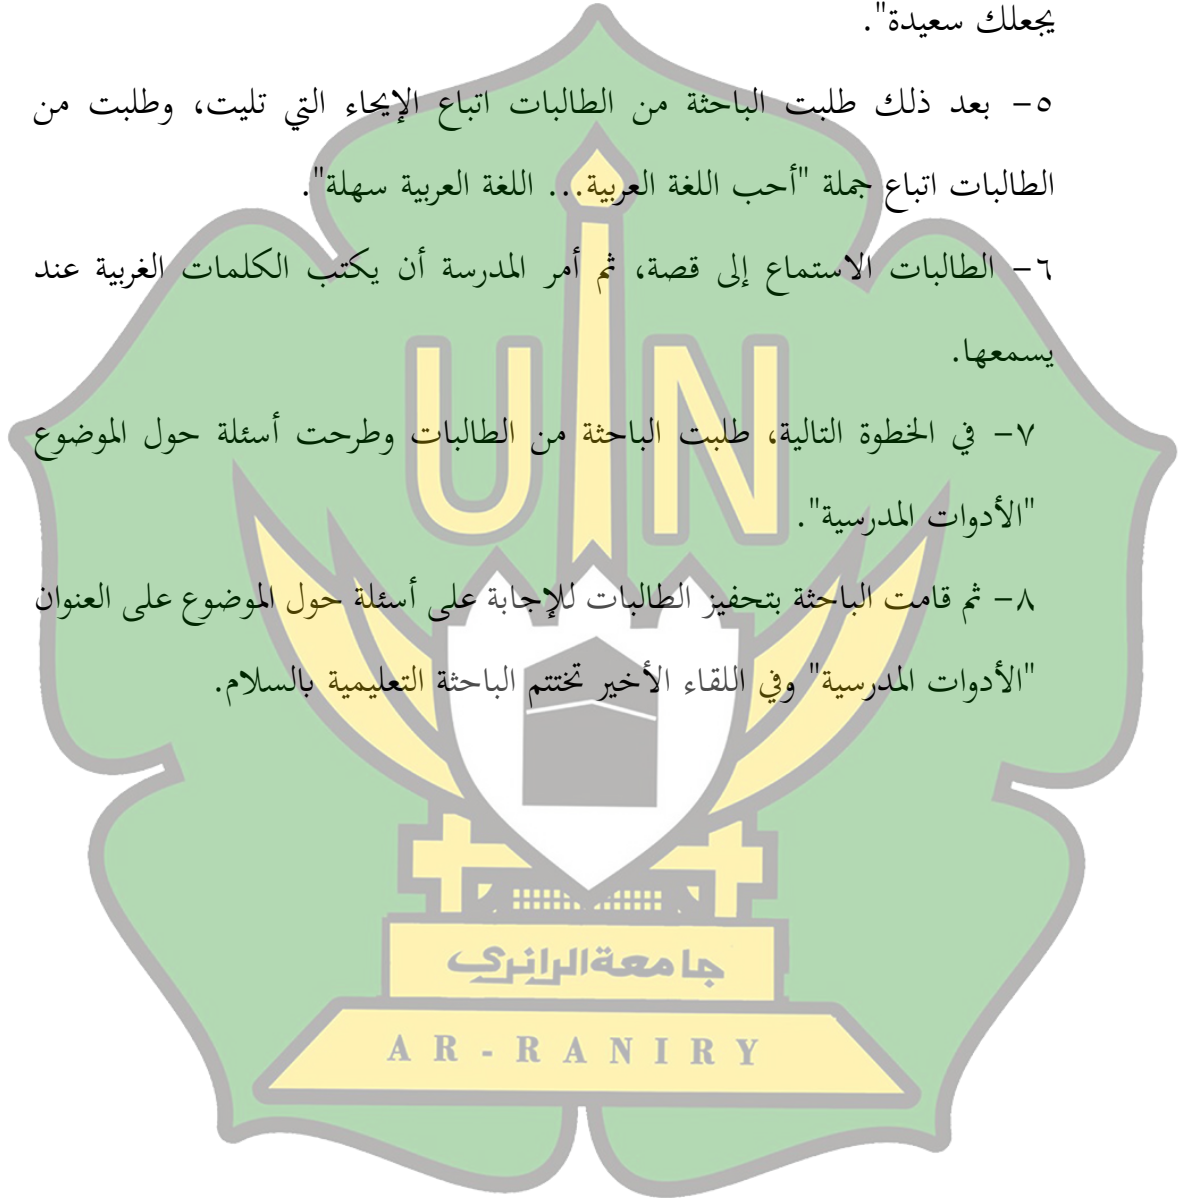 يجعلك سعيدة".
٥- بعد ذلك طلبت الباحثة من الطالبات اتباع الإيحاء التي تليت، وطلبت من
الطالبات اتباع جملة "أحب اللغة العربية... اللغة العربية سهلة".
٦- الطالبات الاستماع إلى قصة، ثم أمر المدرسة أن يكتب الكلمات الغربية عند
يسمعها.
٧- في الخطوة التالية، طلبت الباحثة من الطالبات وطرحت أسئلة حول الموضوع
"الأدوات المدرسية".
٨- ثم قامت الباحثة بتحفيز الطالبات للإجابة على أسئلة حول الموضوع على العنوان
"الأدوات المدرسية" وفي اللقاء الأخير تختتم الباحثة التعليمية بالسلام.
UIN
جامعة الرانري
AR-RANIRY